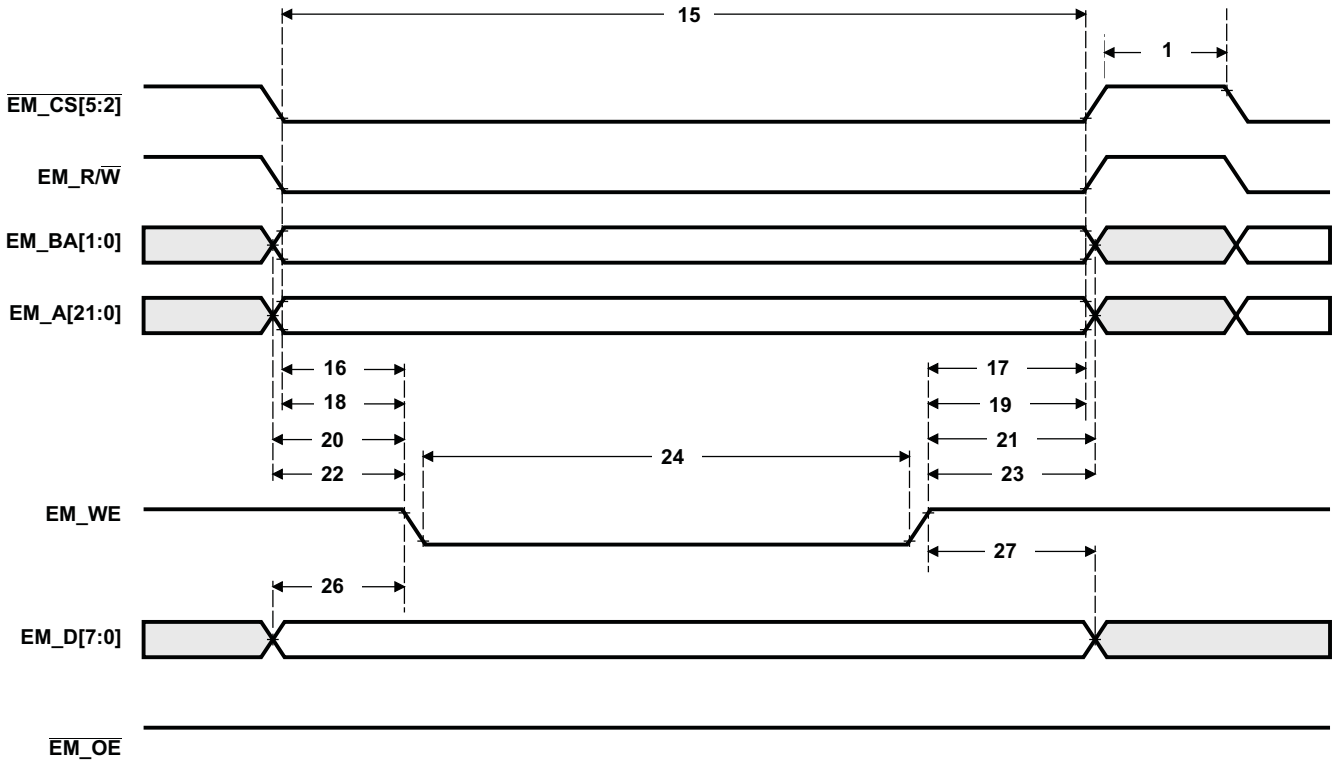 15
1
EM_CS[5:2]
EM_R/W
EM_BA[1:0]
EM_A[21:0]
16 17
18 19
20 21
22 23
24
EM_WE
27
26
EM_D[7:0]
EM_OE